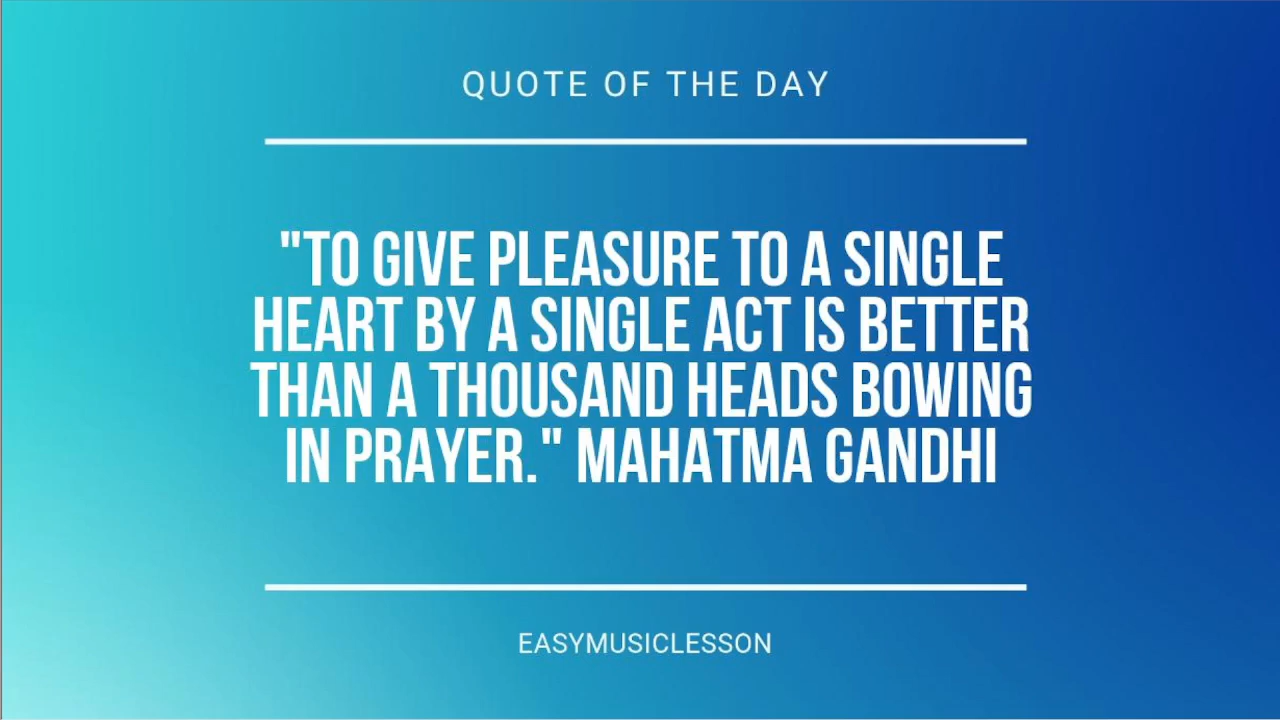 QUOTE OF THE DAY
"TO GIVE PLEASURE TO A SINGLE
HEART BY A SINGLE ACT IS BETTER
THAN A THOUSAND HEADS BOWING
IN PRAYER." MAHATMA GANDHI
EASYMUSICLESSON